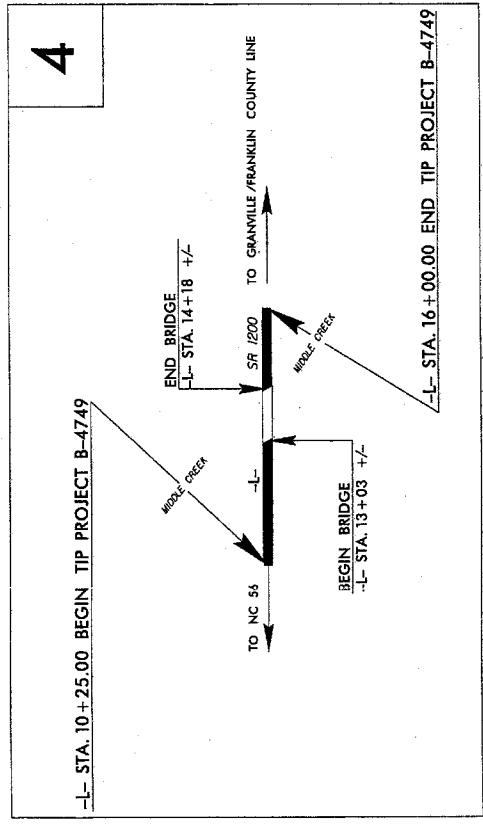 4
-L- STA. 10+25.00 BEGIN TIP PROJECT B-4749
END BRIDGE
-L- STA. 14+18 +/-
MIDDLE CREEK
SR 1200
TO GRANVILLE/FRANKLIN COUNTY LINE
-L-
TO NC 56
MIDDLE CREEK
BEGIN BRIDGE
-L- STA. 13+03 +/-
-L- STA. 16+00.00 END TIP PROJECT B-4749